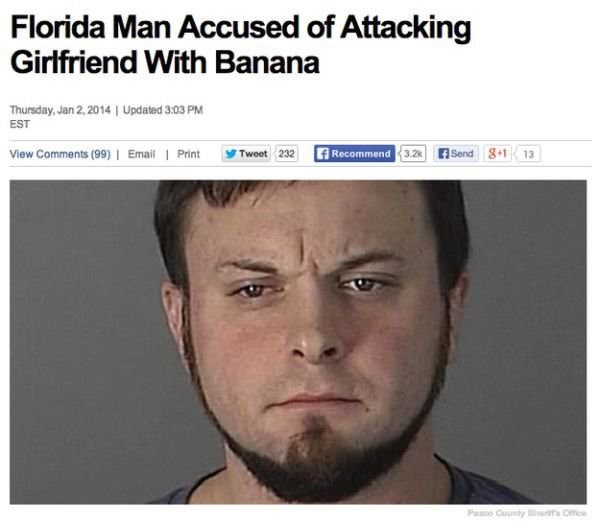 Florida Man Accused of Attacking
Girlfriend With Banana
Thursday, Jan 2, 2014 | Updated 3:03 PM
EST
View Comments (99) | Email | Print Tweet 232 Recommend 3.2k Send +1 13
Pasco County Sheriff's Office